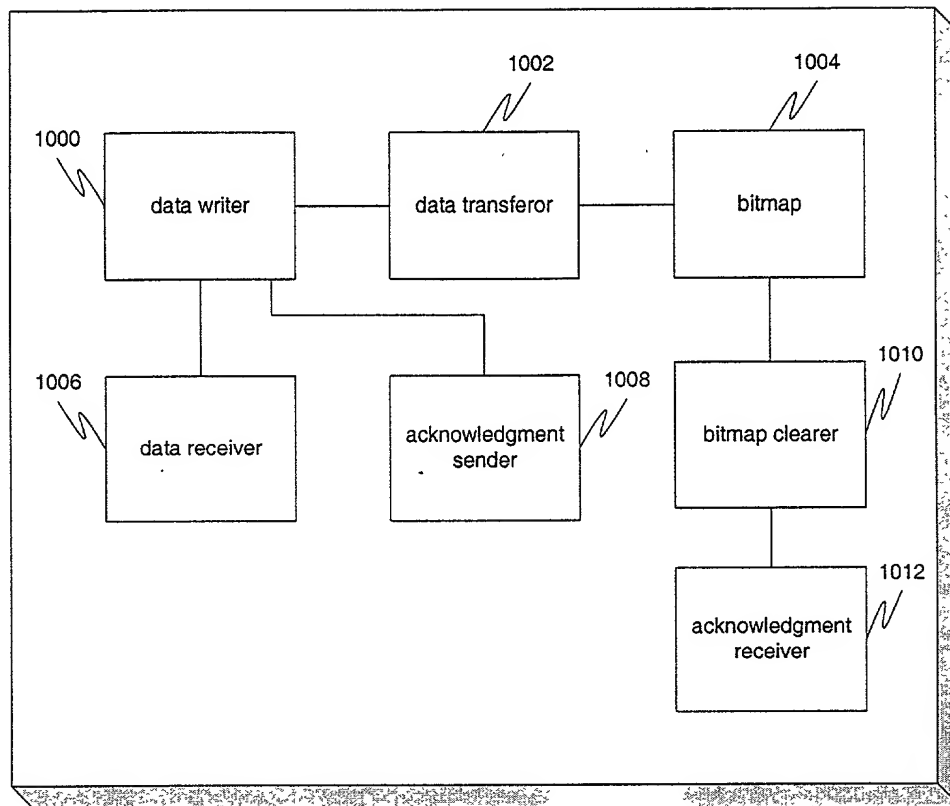 1002
1004
1000
data writer
data transferor
bitmap
1006
1008
1010
data receiver
acknowledgment
sender
bitmap clearer
1012
acknowledgment
receiver